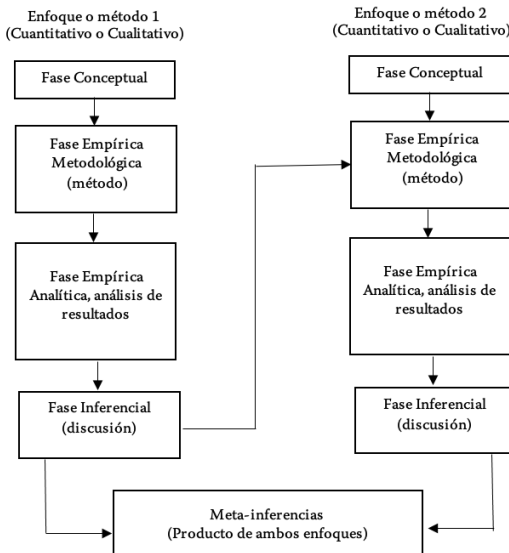 Enfoque o método 1
(Cuantitativo o Cualitativo)
Fase Conceptual
Fase Empírica
Metodológica
(método)
Fase Empírica
Analítica, análisis de
resultados
Fase Inferencial
(discusión)
Enfoque o método 2
(Cuantitativo o Cualitativo)
Fase Conceptual
Fase Empírica
Metodológica
(método)
Fase Empírica
Analítica, análisis de
resultados
Fase Inferencial
(discusión)
Meta-inferencias
(Producto de ambos enfoques)